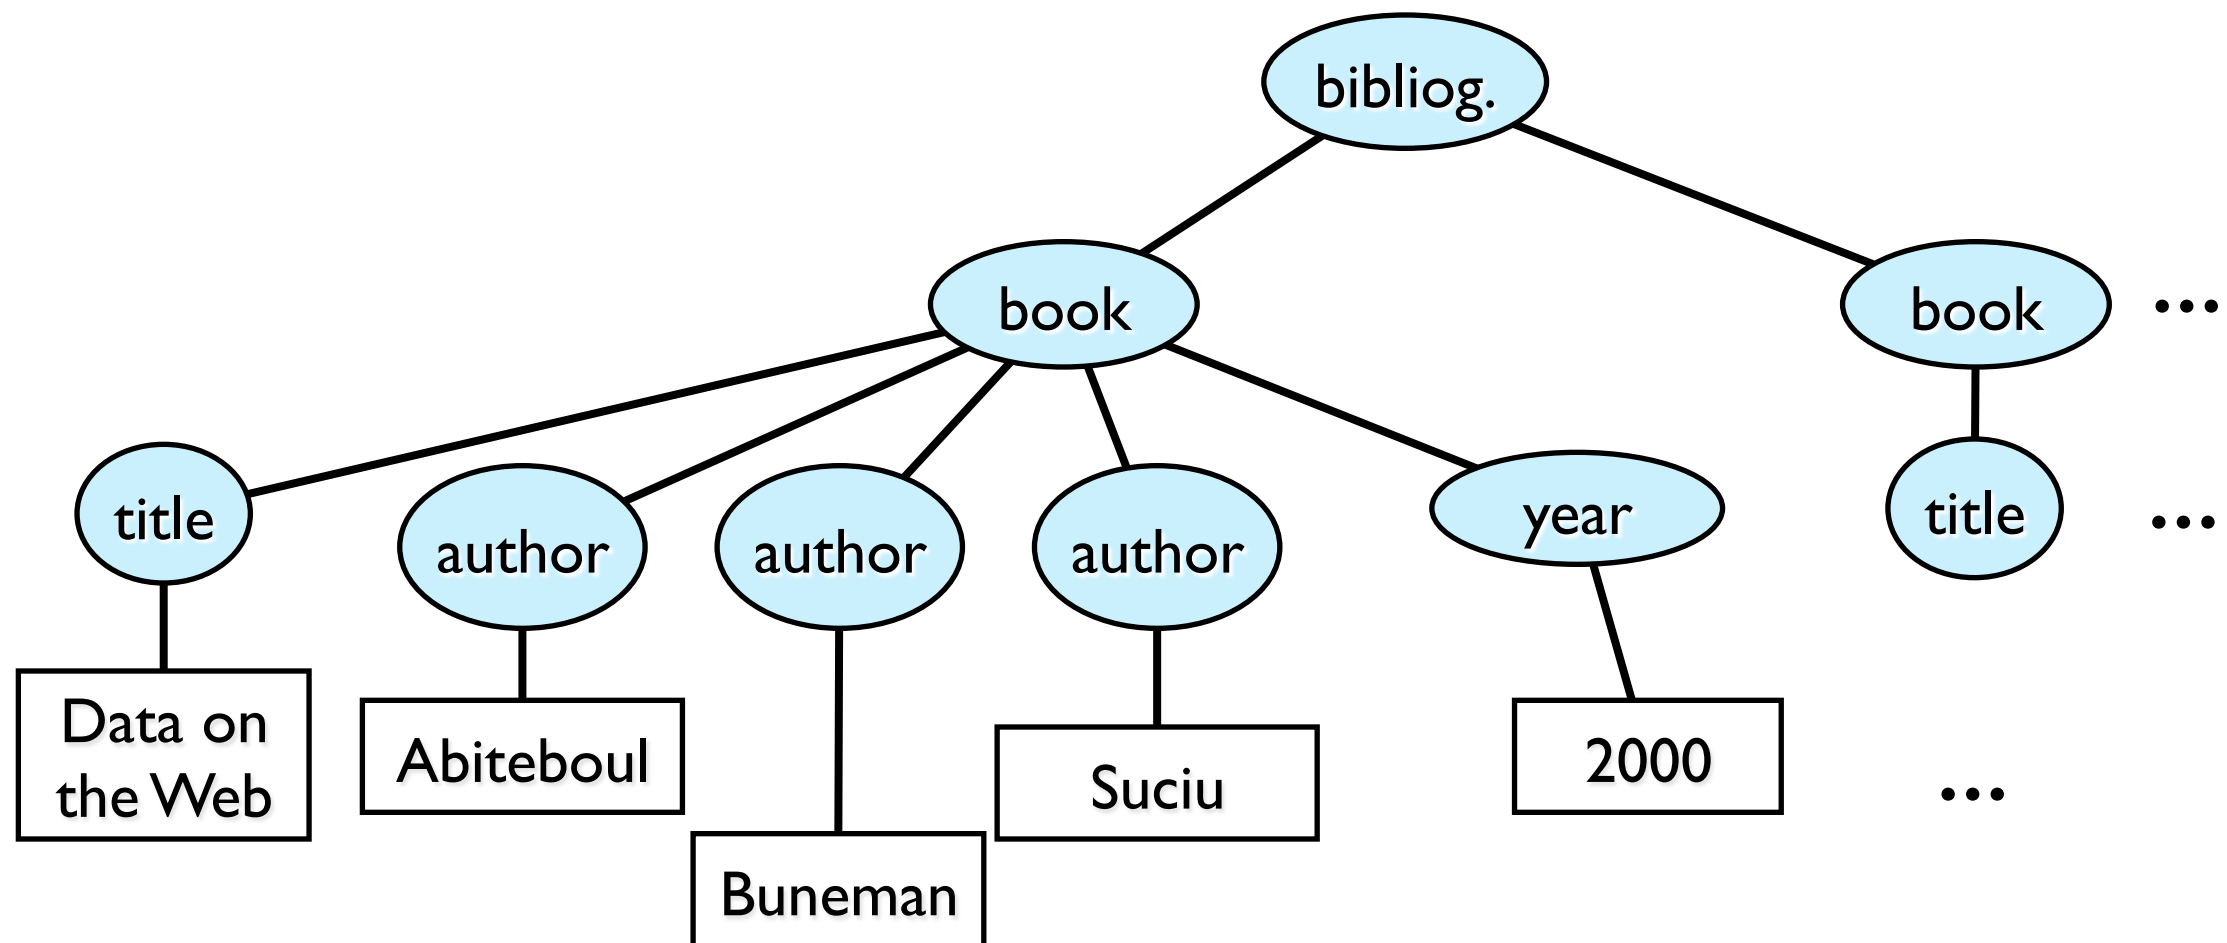 bibliog.
book
book
...
title
author
author
author
year
title
...
Data on
the Web
Abiteboul
Buneman
Suciu
2000
...